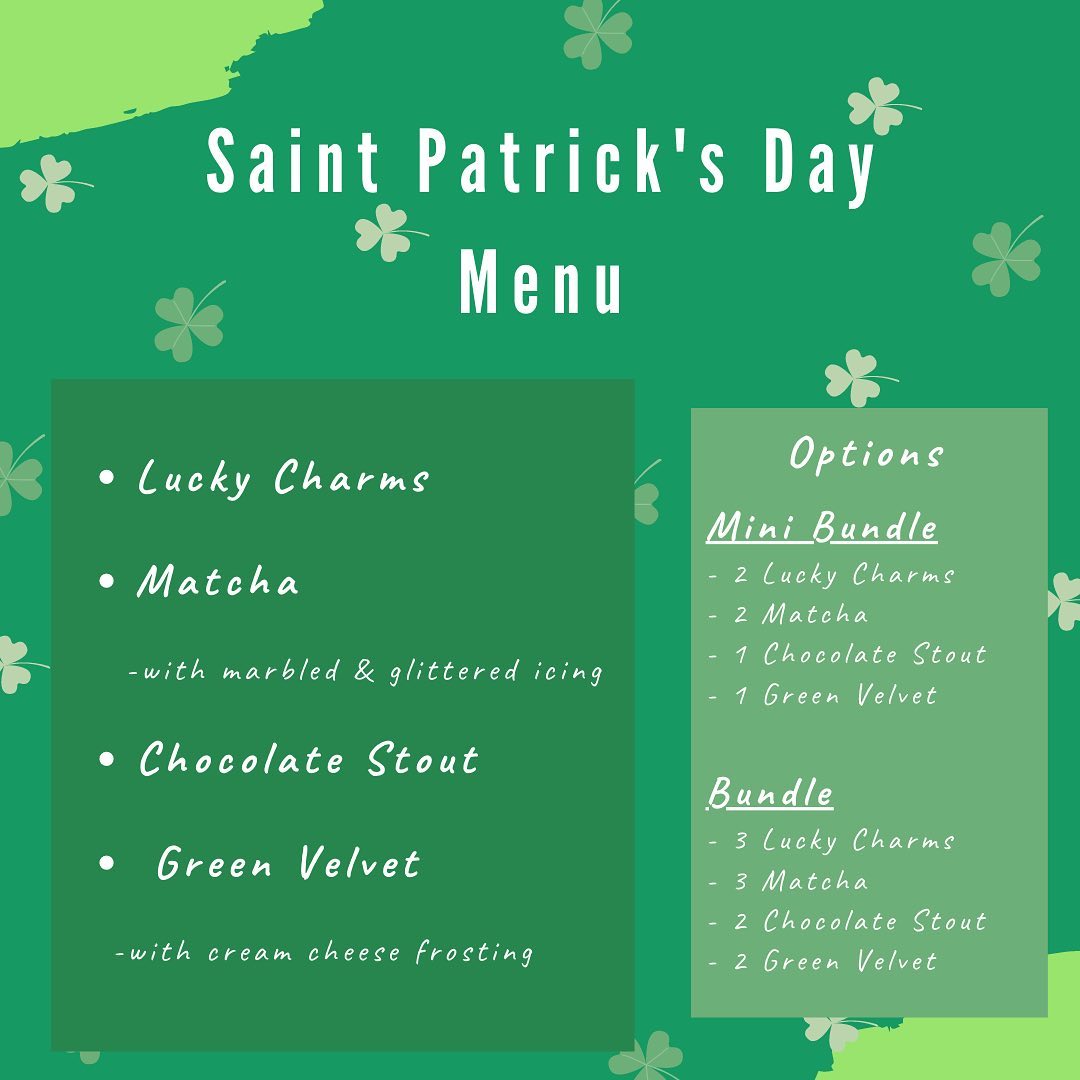 Saint Patrick's Day
Menu
• Lucky Charms
• Matcha
-with marbled & glittered icing
• Chocolate Stout
• Green Velvet
-with cream cheese frosting
Options
Mini Bundle
- 2 Lucky Charms
- 2 Matcha
- 1 Chocolate Stout
- 1 Green Velvet
Bundle
- 3 Lucky Charms
- 3 Matcha
- 2 Chocolate Stout
- 2 Green Velvet